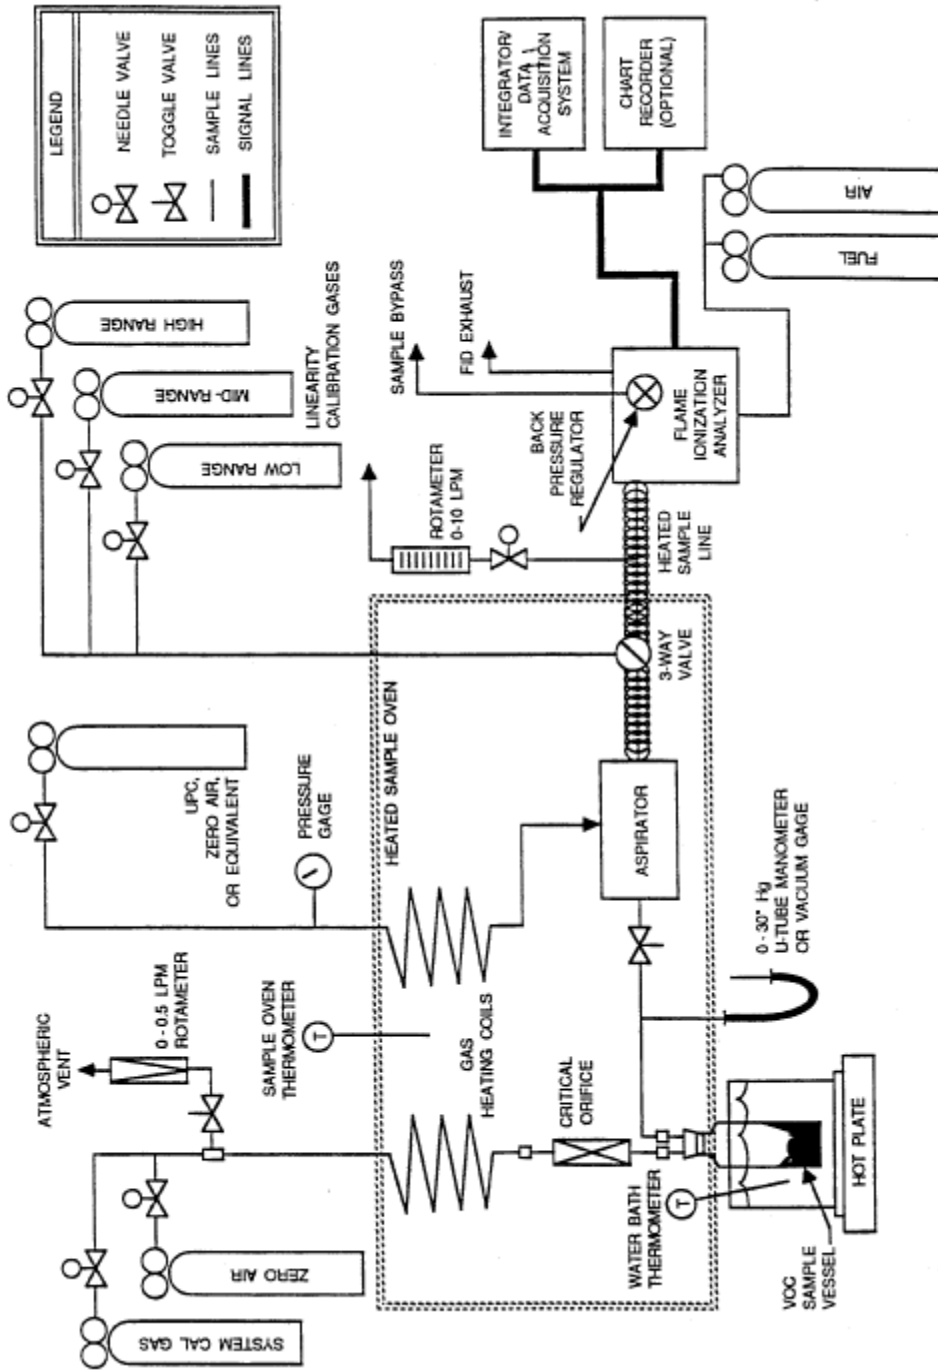 LEGEND
NEEDLE VALVE
TOGGLE VALVE
SAMPLE LINES
SIGNAL LINES
INTEGRATOR/
DATA
ACQUISITION
SYSTEM
CHART
RECORDER
(OPTIONAL)
AIR
FUEL
HIGH RANGE
MID-RANGE
LOW RANGE
LINEARITY
CALIBRATION GASES
SAMPLE BYPASS
FID EXHAUST
ROTAMETER
0-10 LPM
BACK
PRESSURE
REGULATOR
FLAME
IONIZATION
ANALYZER
HEATED
SAMPLE
LINE
3-WAY
VALVE
UPC,
ZERO AIR,
OR EQUIVALENT
PRESSURE
GAGE
HEATED SAMPLE OVEN
ASPIRATOR
0 - 30" Hg
U-TUBE MANOMETER
OR VACUUM GAGE
ATMOSPHERIC
VENT
0 - 0.5 LPM
ROTAMETER
SAMPLE OVEN
THERMOMETER
T
GAS
HEATING COILS
CRITICAL
ORIFICE
WATER BATH
THERMOMETER
T
HOT PLATE
VOC
SAMPLE
VESSEL
ZERO AIR
SYSTEM CAL GAS